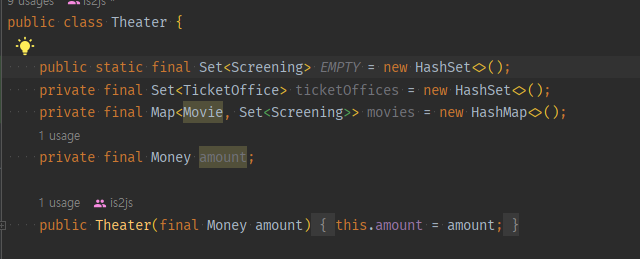 9 usages is2js *
public class Theater {
public static final Set<Screening> EMPTY = new HashSet<>();
private final Set<TicketOffice> ticketOffices = new HashSet<>();
private final Map<Movie, Set<Screening>> movies = new HashMap<>();
1 usage
private final Money amount;
1 usage is2js
public Theater(final Money amount) { this.amount = amount; }